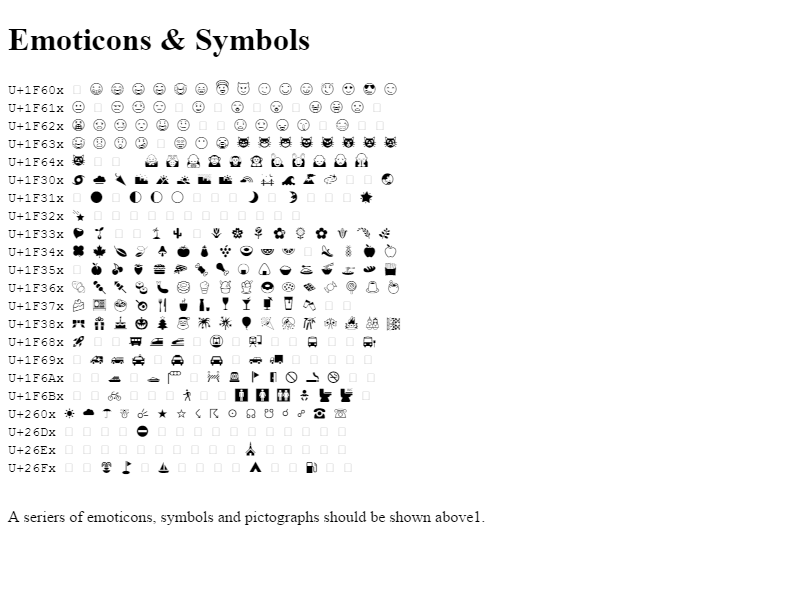 Emoticons & Symbols
U+1F60x
U+1F61x
U+1F62x
U+1F63x
U+1F64x
U+1F30x
U+1F31x
U+1F32x
U+1F33x
U+1F34x
U+1F35x
U+1F36x
U+1F37x
U+1F38x
U+1F68x
U+1F69x
U+1F6Ax
U+1F6Bx
U+260x
U+26Dx
U+26Ex
U+26Fx
A seriers of emoticons, symbols and pictographs should be shown above1.